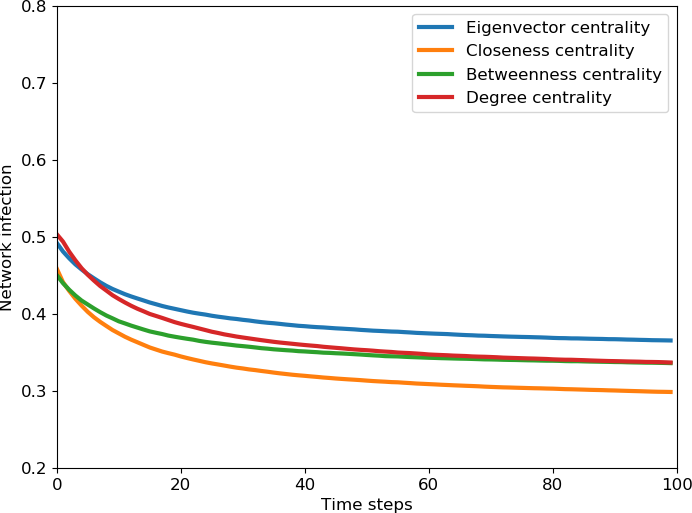 0.8
0.7
0.6
0.5
0.4
0.3
0.2
Network infection
Eigenvector centrality
Closeness centrality
Betweenness centrality
Degree centrality
0 20 40 60 80 100
Time steps